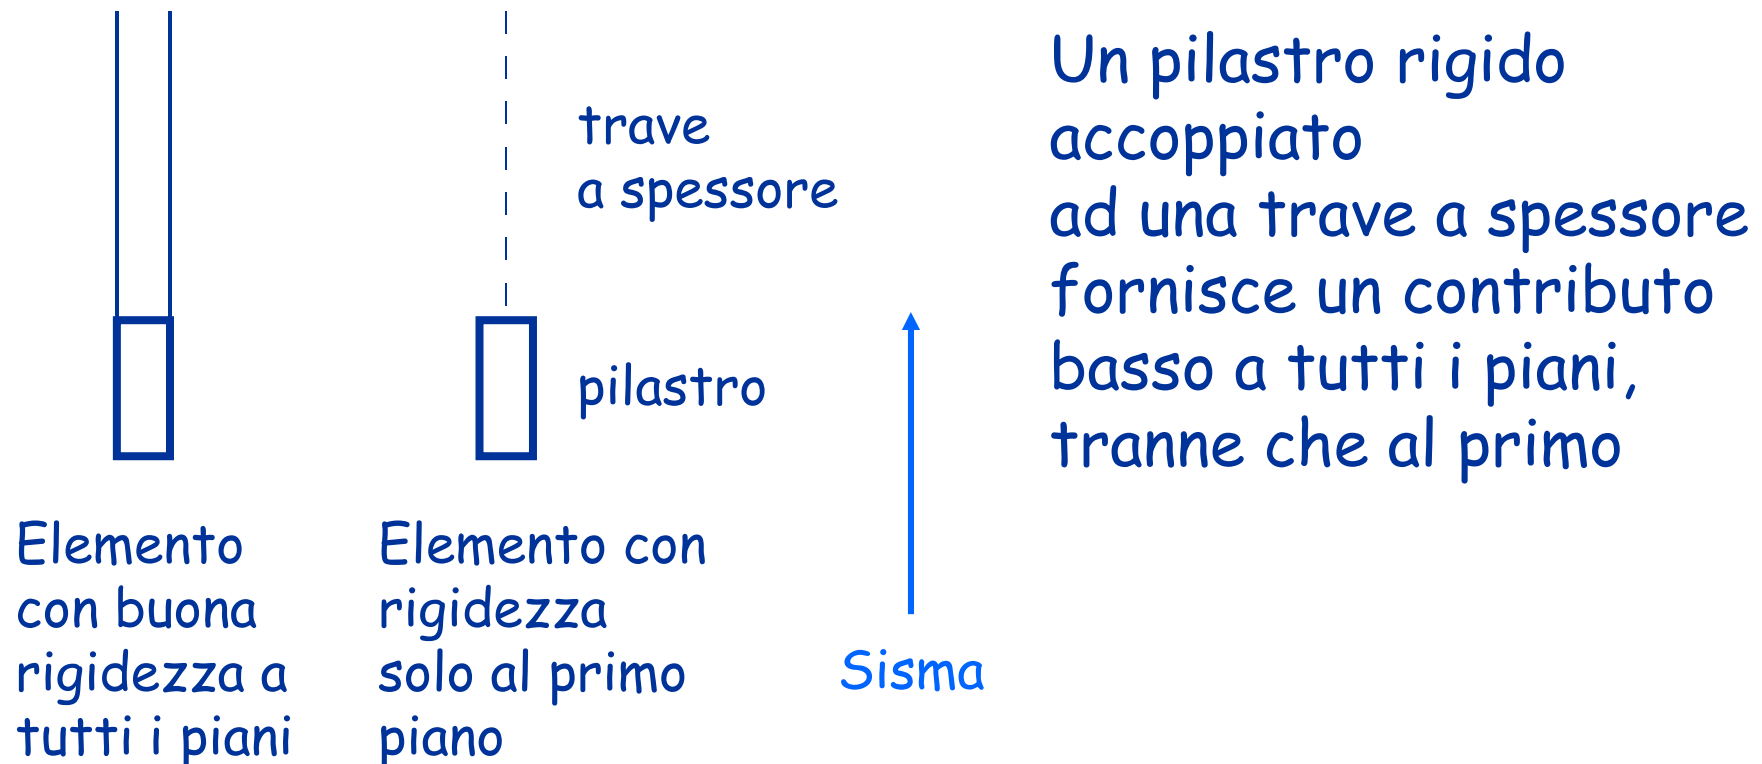 trave
a spessore
pilastro
Elemento
con buona
rigidezza a
tutti i piani
Elemento con
rigidezza
solo al primo
piano
Sisma
Un pilastro rigido
accoppiato
ad una trave a spessore
fornisce un contributo
basso a tutti i piani,
tranne che al primo